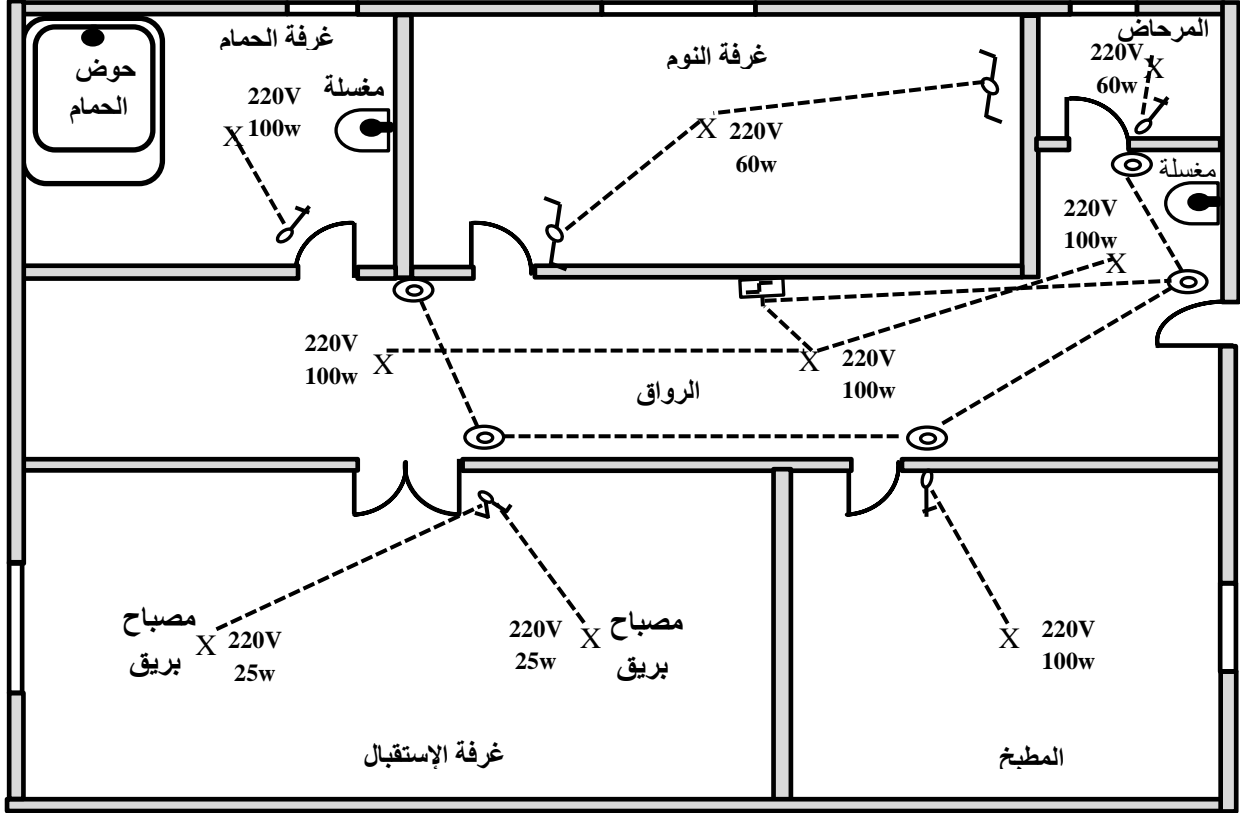 غرفة الحمام
حوض
الحمام
220V
100w
X
مغسلة
غرفة النوم
X
220V
60w
المرحاض
220V
60w
X
مغسلة
220V
100w
X
220V
100w
X
X
220V
100w
الرواق
مصباح
بريق
X
220V
25w
220V
25w
X
مصباح
بريق
غرفة الإستقبال
X
220V
100w
المطبخ